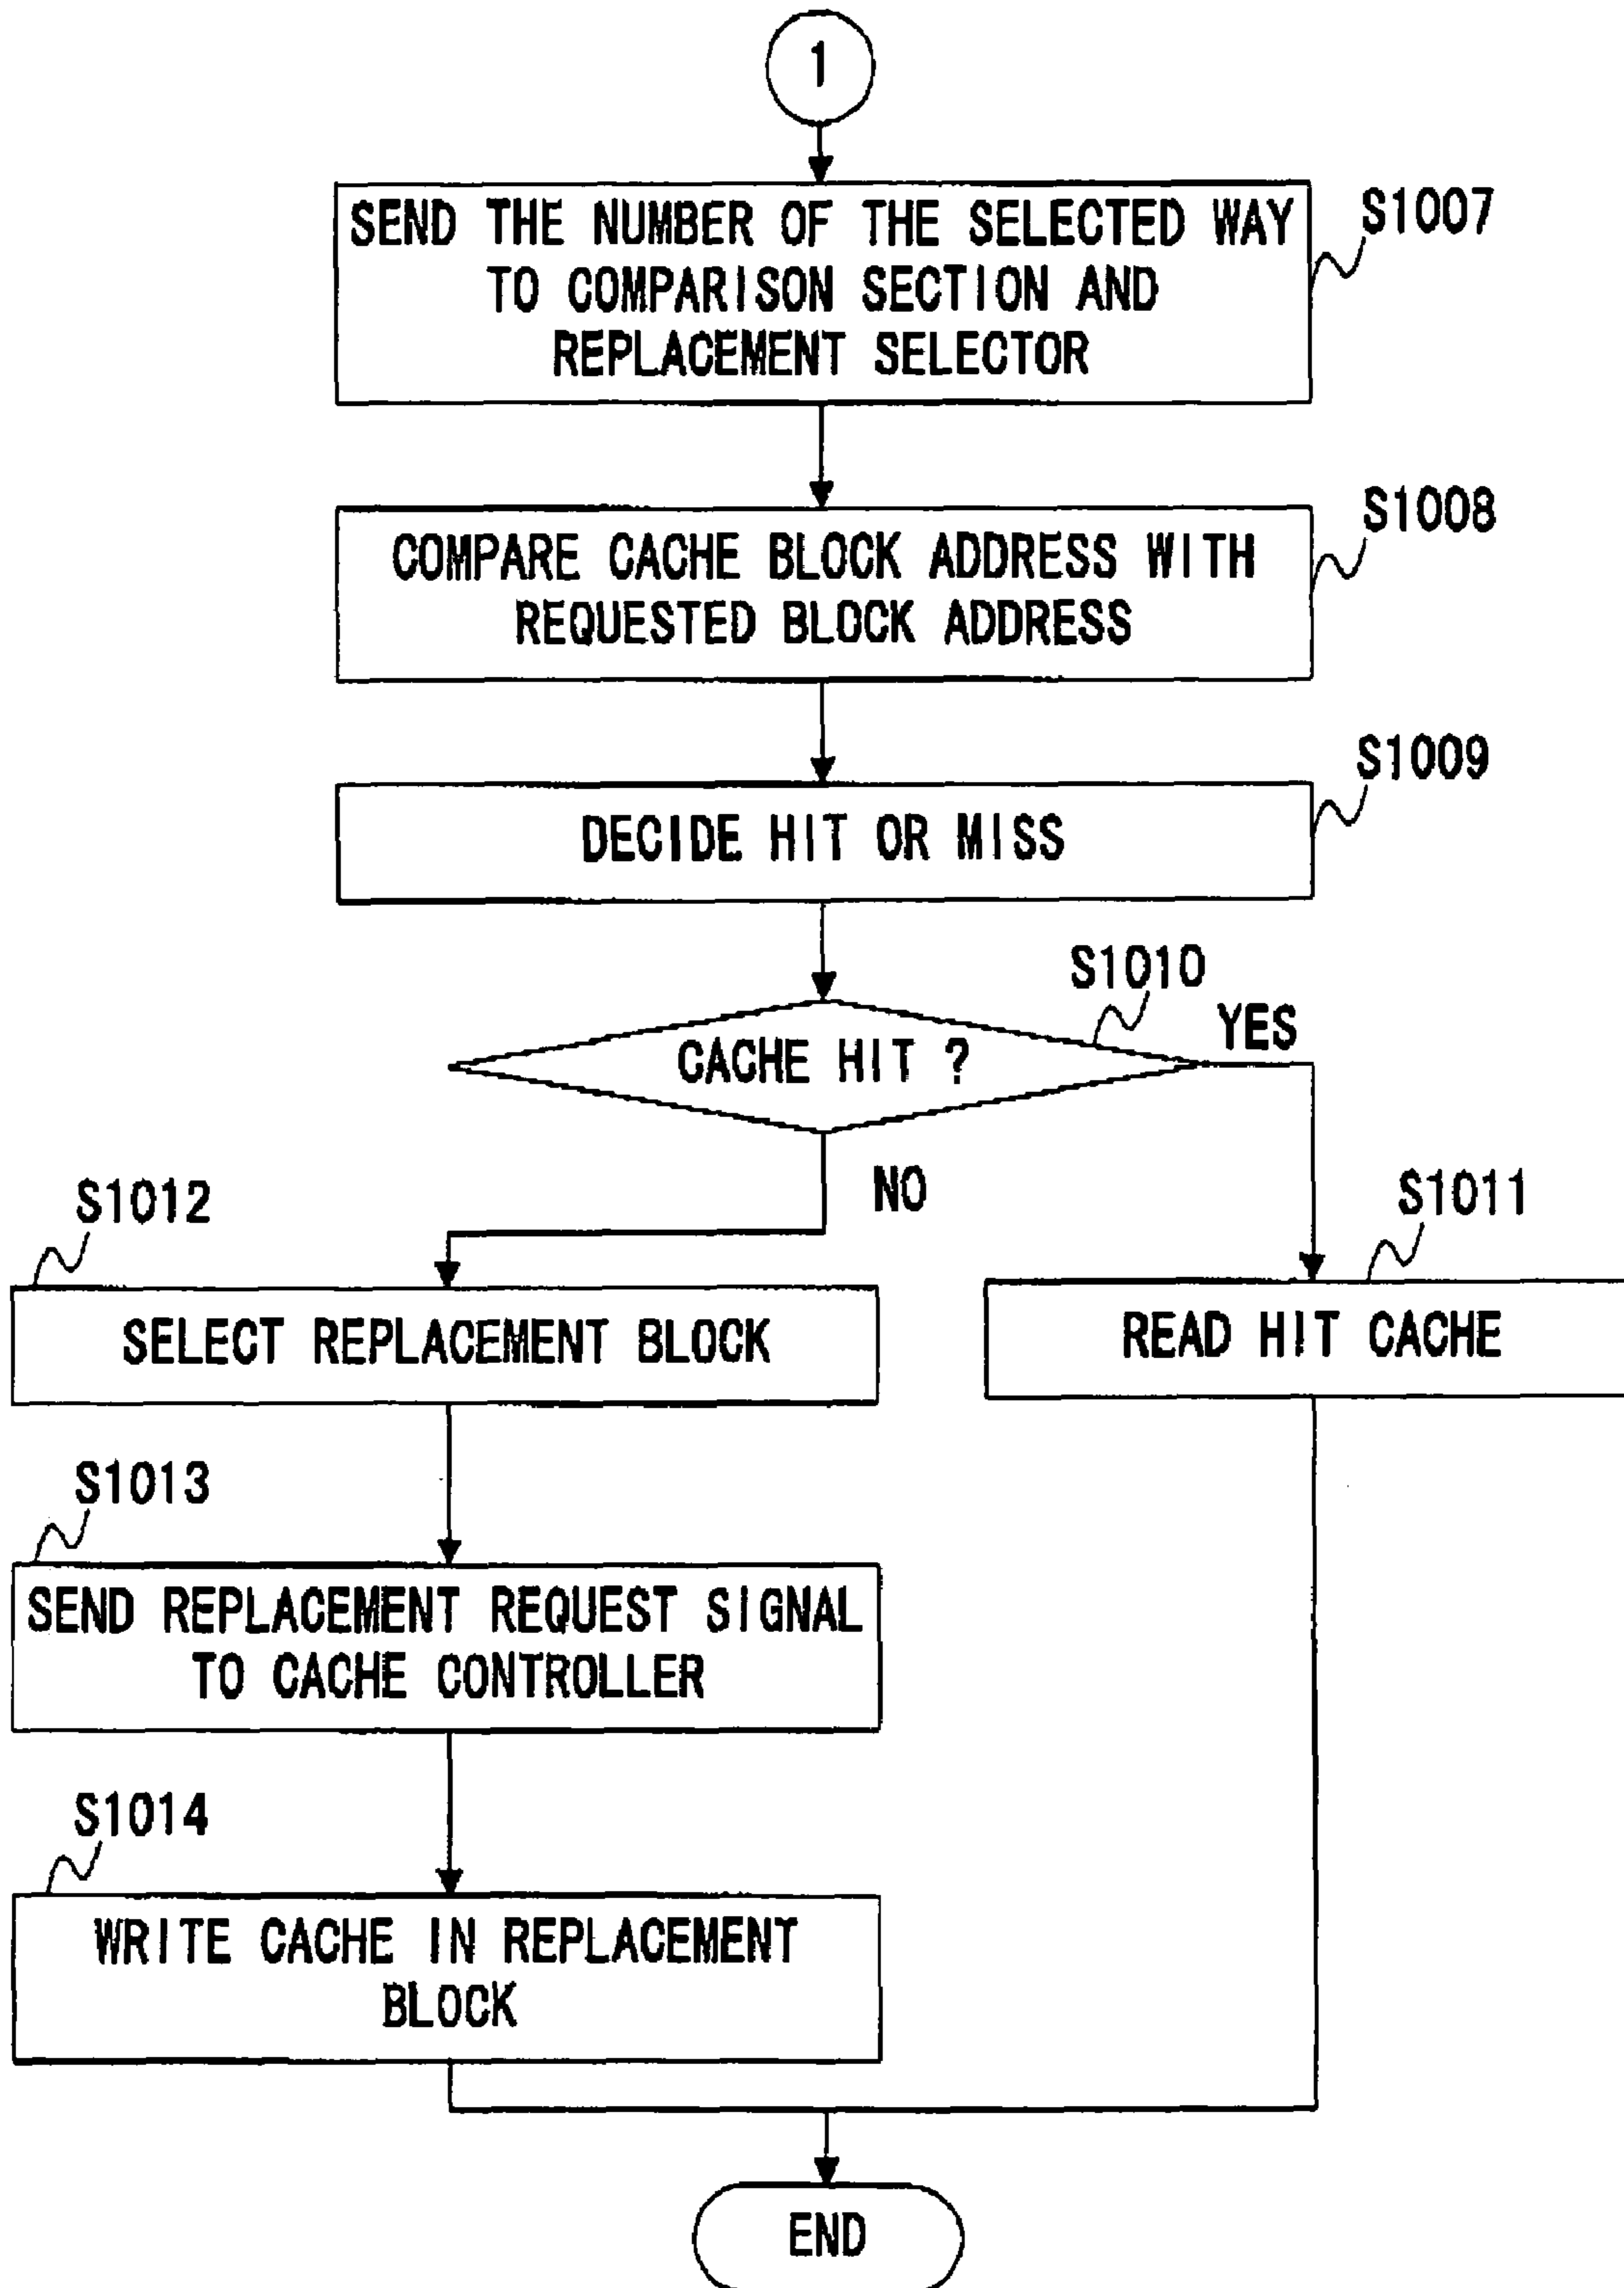 1
SEND THE NUMBER OF THE SELECTED WAY
TO COMPARISON SECTION AND
REPLACEMENT SELECTOR
S1007
COMPARE CACHE BLOCK ADDRESS WITH
REQUESTED BLOCK ADDRESS
S1008
DECIDE HIT OR MISS
S1009
CACHE HIT ?
S1010
YES
NO
S1012
SELECT REPLACEMENT BLOCK
S1011
READ HIT CACHE
S1013
SEND REPLACEMENT REQUEST SIGNAL
TO CACHE CONTROLLER
S1014
WRITE CACHE IN REPLACEMENT
BLOCK
END